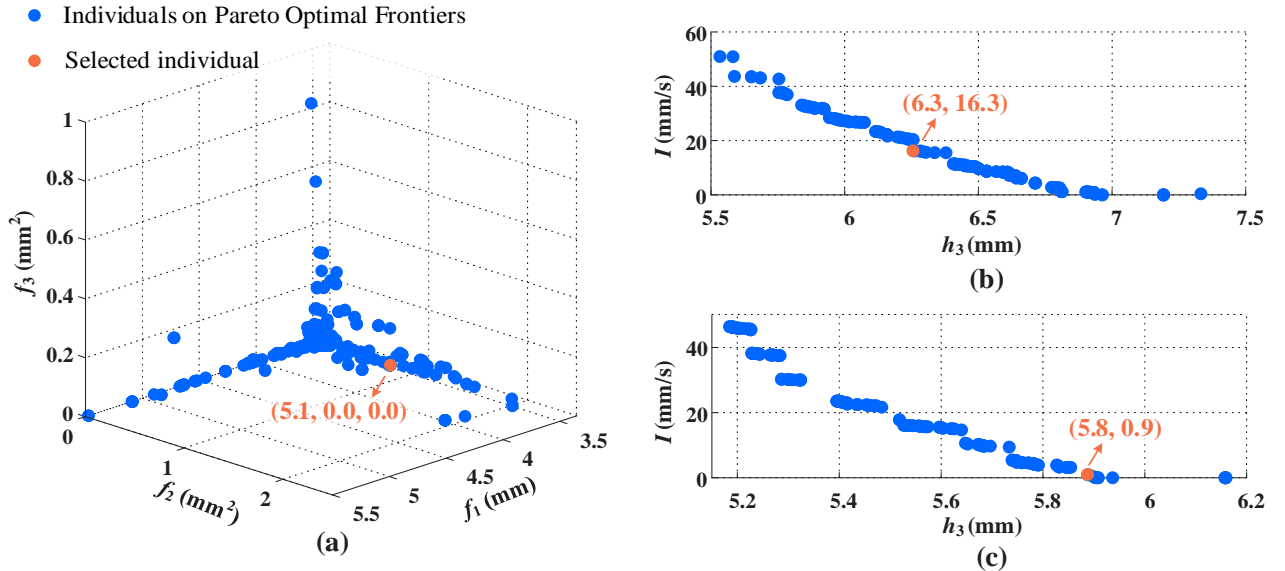 Individuals on Pareto Optimal Frontiers
Selected individual
1
0.8
0.6
0.4
0.2
0
f₃ (mm²)
0
1
2
f₂ (mm²)
5.5
5
4.5
4
3.5
f₁ (mm)
(5.1, 0.0, 0.0)
(a)
60
40
20
0
I (mm/s)
(6.3, 16.3)
5.5 6 6.5 7 7.5
h₃ (mm)
(b)
40
20
0
I (mm/s)
(5.8, 0.9)
5.2 5.4 5.6 5.8 6 6.2
h₃ (mm)
(c)